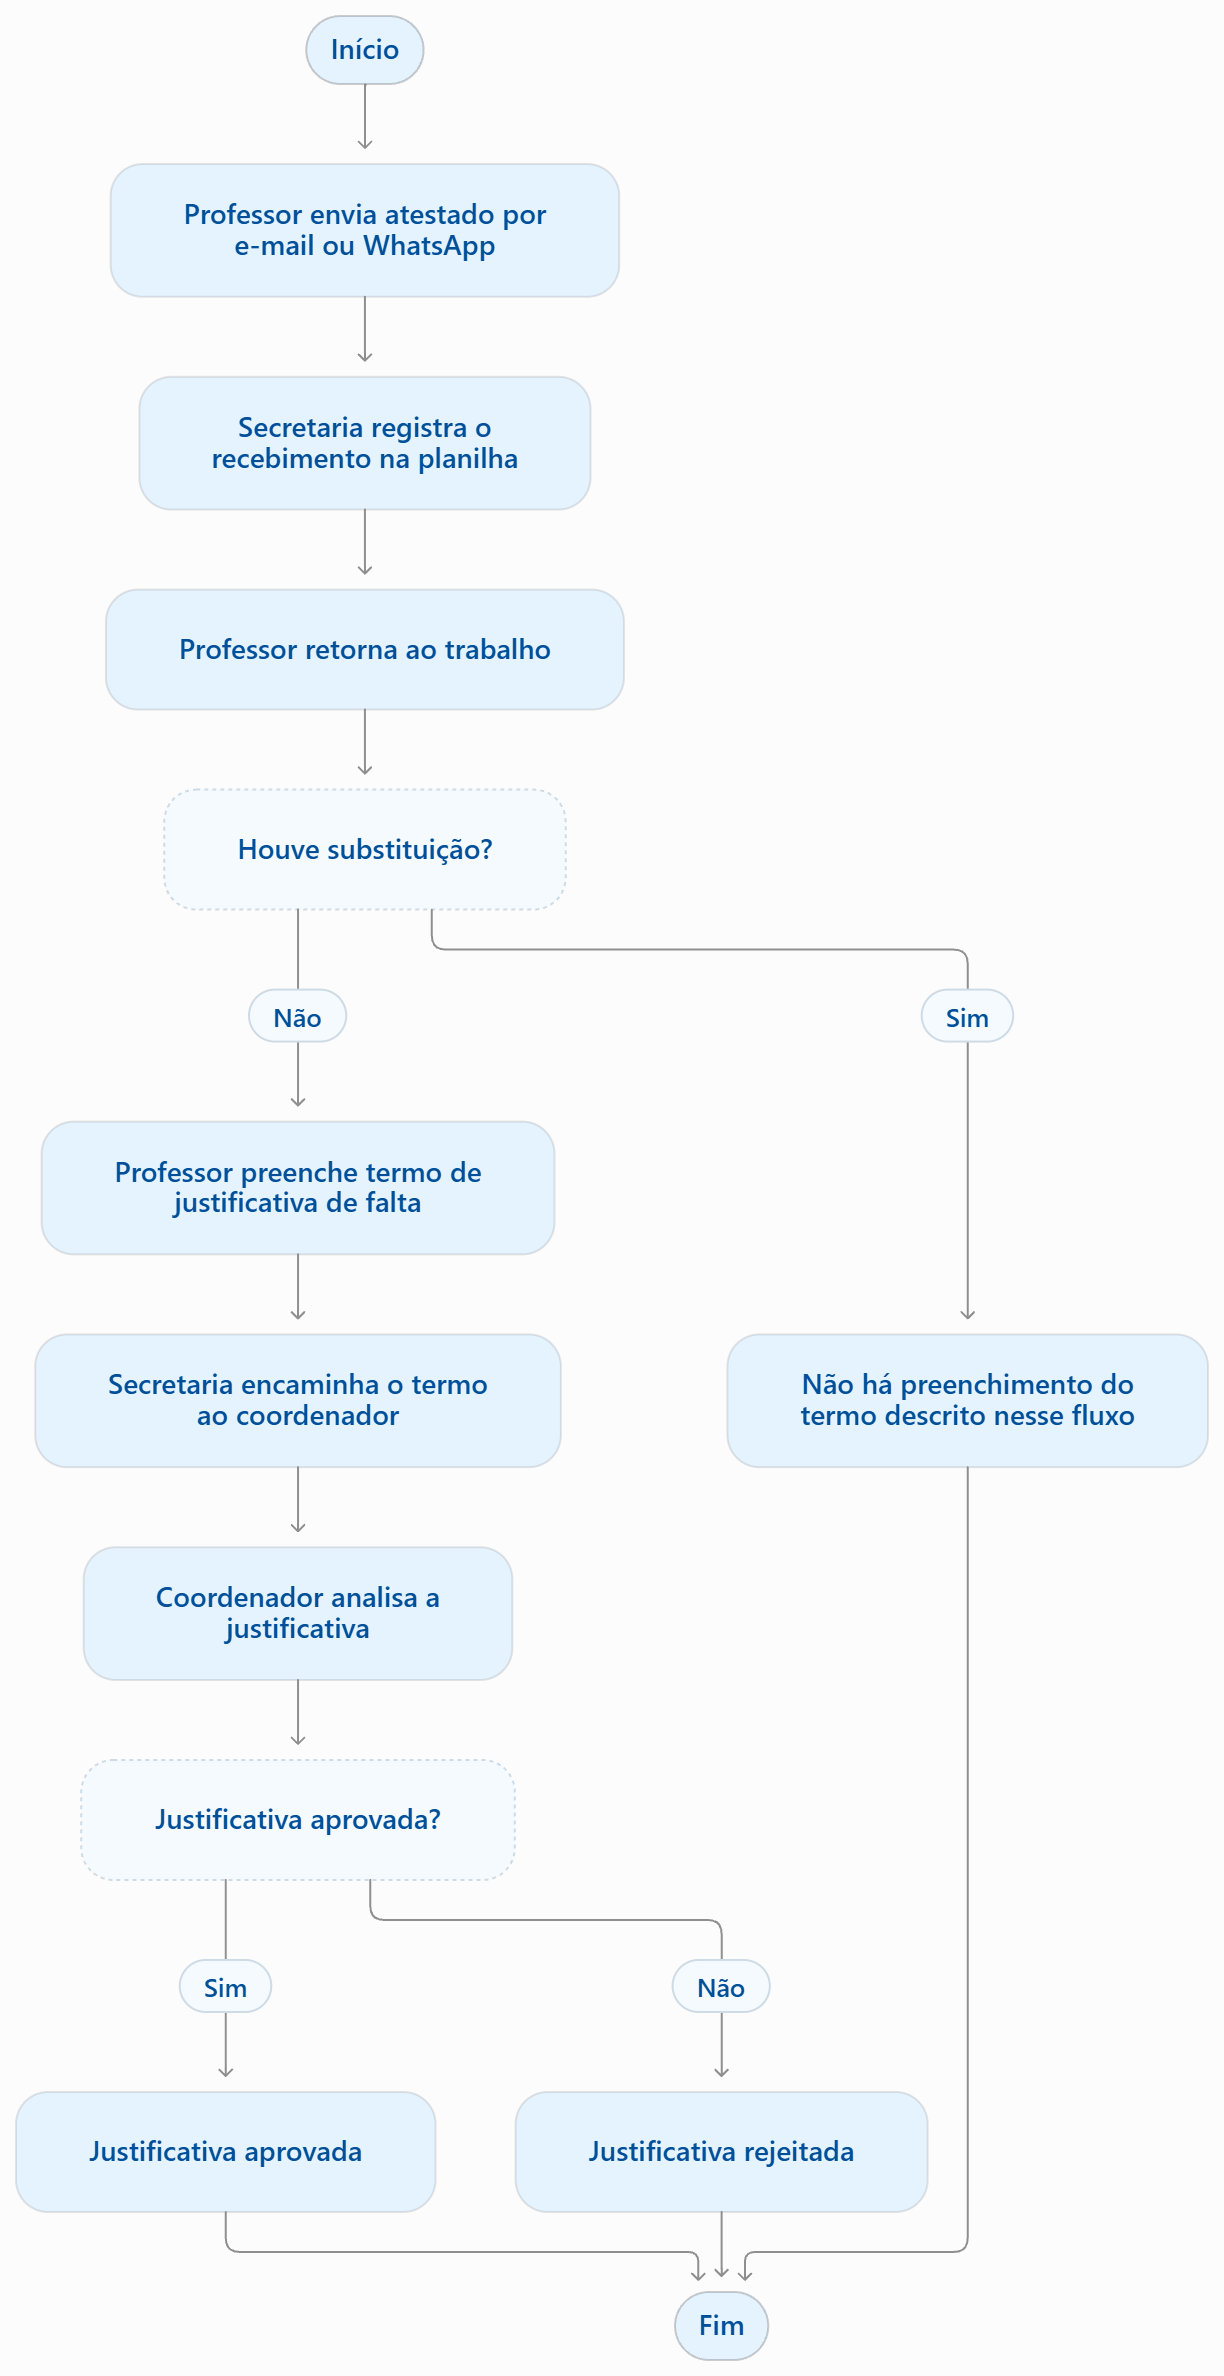 Início
Professor envia atestado por
e-mail ou WhatsApp
Secretaria registra o
recebimento na planilha
Professor retorna ao trabalho
Houve substituição?
Não
Sim
Professor preenche termo de
justificativa de falta
Secretaria encaminha o termo
ao coordenador
Não há preenchimento do
termo descrito nesse fluxo
Coordenador analisa a
justificativa
Justificativa aprovada?
Sim
Não
Justificativa aprovada
Justificativa rejeitada
Fim